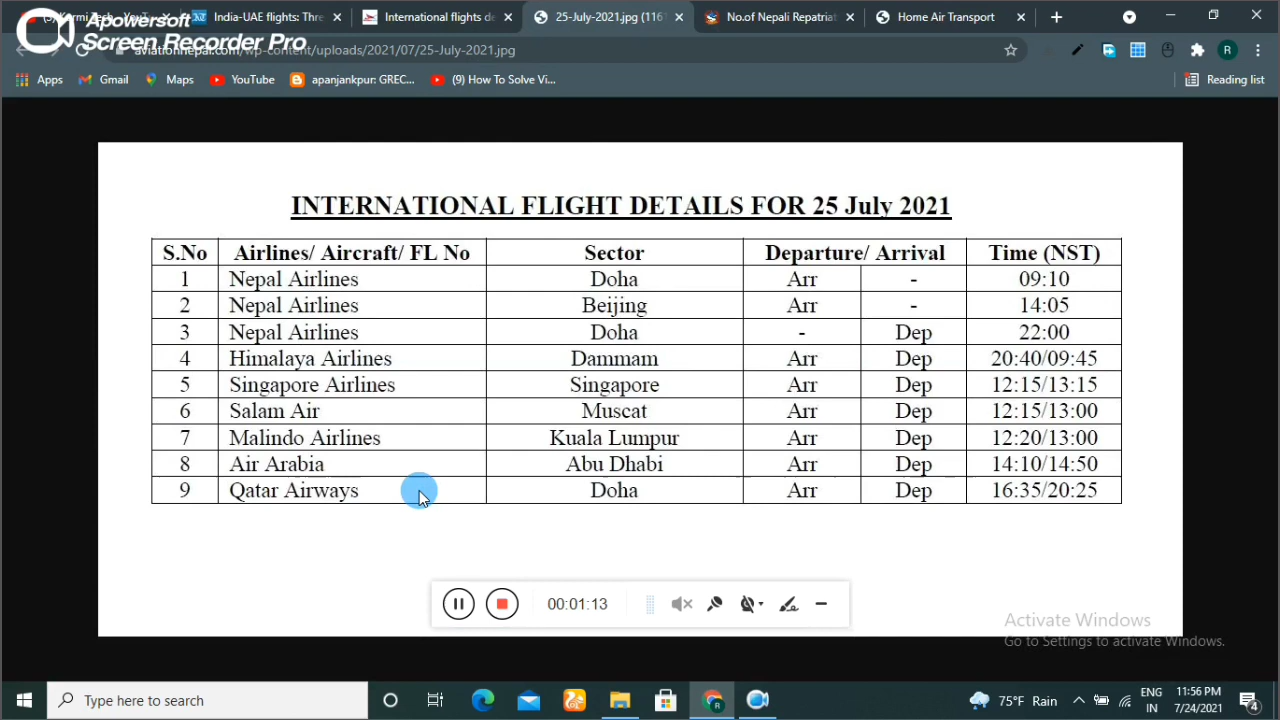 (5) Karmi Tech - YouT
India-UAE flights: Thre
International flights de
25-July-2021.jpg (1161
No.of Nepali Repatriat
Home Air Transport
Apowersoft
Screen Recorder Pro
aviationnepal.com/wp-content/uploads/2021/07/25-July-2021.jpg
R
Apps
Gmail
Maps
YouTube
apanjankpur: GREC...
(9) How To Solve Vi...
Reading list
INTERNATIONAL FLIGHT DETAILS FOR 25 July 2021
S.No Airlines/ Aircraft/ FL No Sector Departure/ Arrival Time (NST)
1 Nepal Airlines Doha Arr - 09:10
2 Nepal Airlines Beijing Arr - 14:05
3 Nepal Airlines Doha - Dep 22:00
4 Himalaya Airlines Dammam Arr Dep 20:40/09:45
5 Singapore Airlines Singapore Arr Dep 12:15/13:15
6 Salam Air Muscat Arr Dep 12:15/13:00
7 Malindo Airlines Kuala Lumpur Arr Dep 12:20/13:00
8 Air Arabia Abu Dhabi Arr Dep 14:10/14:50
9 Qatar Airways Doha Arr Dep 16:35/20:25
00:01:13
Activate Windows
Go to Settings to activate Windows.
Type here to search
R
75°F Rain
ENG
IN
11:56 PM
7/24/2021
4